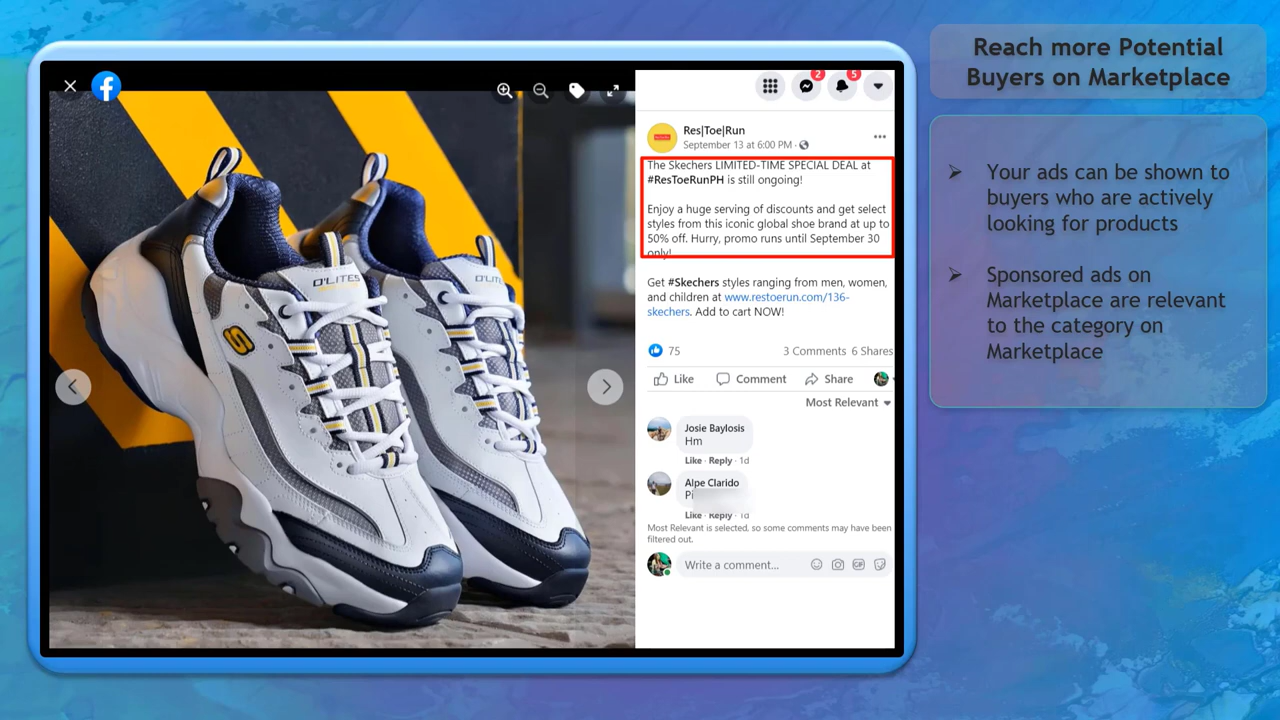 Reach more Potential
Buyers on Marketplace
Your ads can be shown to
buyers who are actively
looking for products
Sponsored ads on
Marketplace are relevant
to the category on
Marketplace
2
5
Res|Toe|Run
September 13 at 6:00 PM ·
The Skechers LIMITED-TIME SPECIAL DEAL at
#ResToeRunPH is still ongoing!
Enjoy a huge serving of discounts and get select
styles from this iconic global shoe brand at up to
50% off. Hurry, promo runs until September 30
only!
Get #Skechers styles ranging from men, women,
and children at www.restoerun.com/136-
skechers. Add to cart NOW!
75
3 Comments 6 Shares
Like Comment Share
Most Relevant
Josie Baylosis
Hm
Like · Reply · 1d
Alpe Clarido
Like · Reply · 1d
Most Relevant is selected, so some comments may have been
filtered out.
Write a comment...
GIF
D'LITES
D'LITES
S